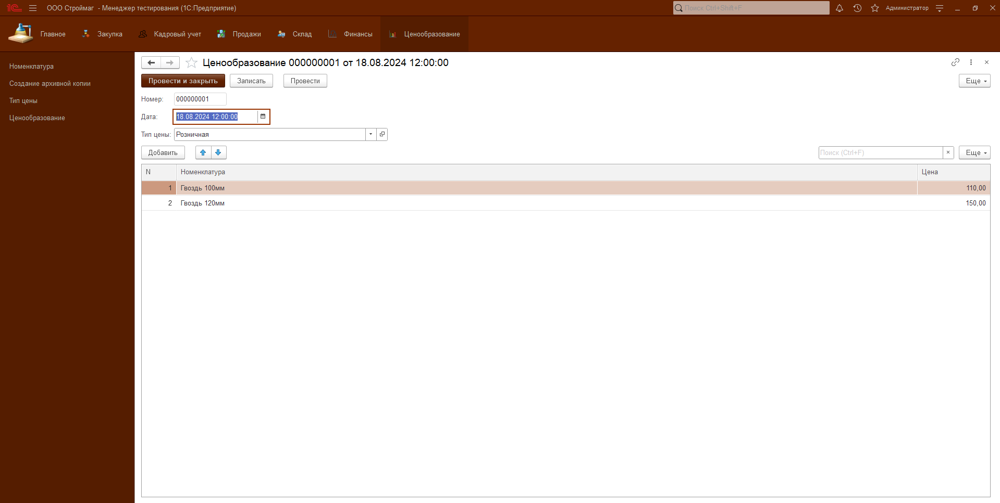 1С ООО Строймаг - Менеджер тестирования (1С:Предприятие) Поиск Ctrl+Shift+F Администратор
Главное Закупка Кадровый учет Продажи Склад Финансы Ценообразование
Номенклатура
Создание архивной копии
Тип цены
Ценообразование
Ценообразование 000000001 от 18.08.2024 12:00:00
Провести и закрыть Записать Провести Еще
Номер: 000000001
Дата: 18.08.2024 12:00:00
Тип цены: Розничная
Добавить Поиск (Ctrl+F) × Еще
N Номенклатура Цена
1 Гвоздь 100мм 110,00
2 Гвоздь 120мм 150,00